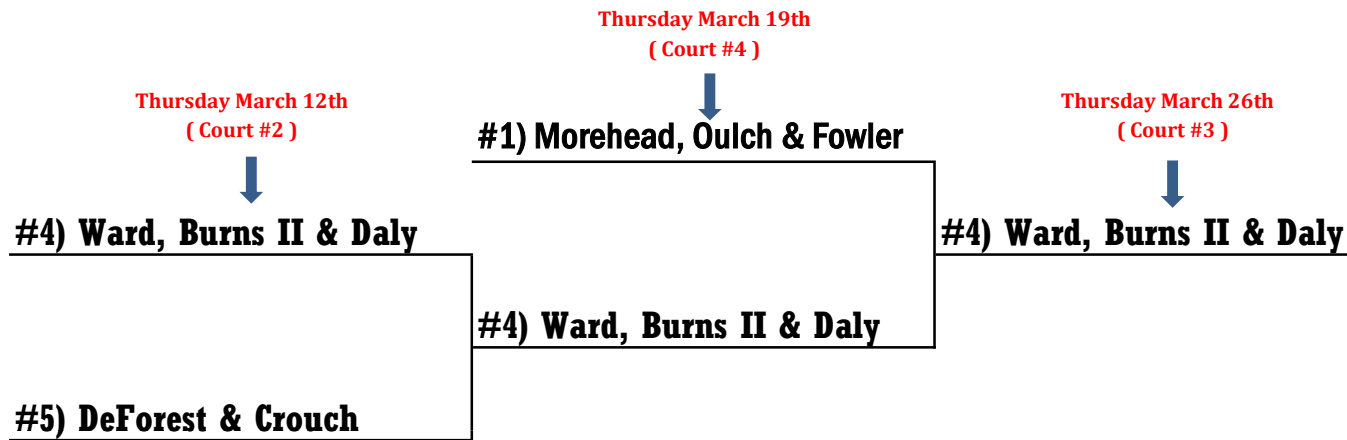 Thursday March 19th
( Court #4 )
Thursday March 12th
( Court #2 )
Thursday March 26th
( Court #3 )
#1) Morehead, Oulch & Fowler
#4) Ward, Burns II & Daly
#4) Ward, Burns II & Daly
#4) Ward, Burns II & Daly
#5) DeForest & Crouch